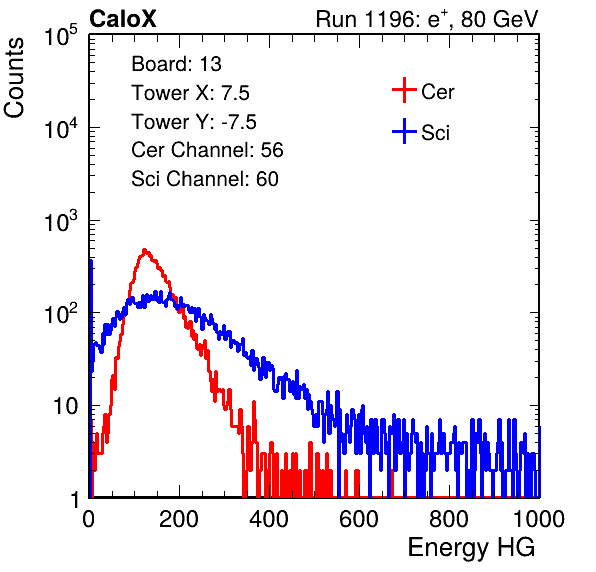 CaloX Run 1196: e⁺, 80 GeV
Counts
Board: 13
Tower X: 7.5
Tower Y: -7.5
Cer Channel: 56
Sci Channel: 60
Cer
Sci
10⁵
10⁴
10³
10²
10
1
0 200 400 600 800 1000
Energy HG